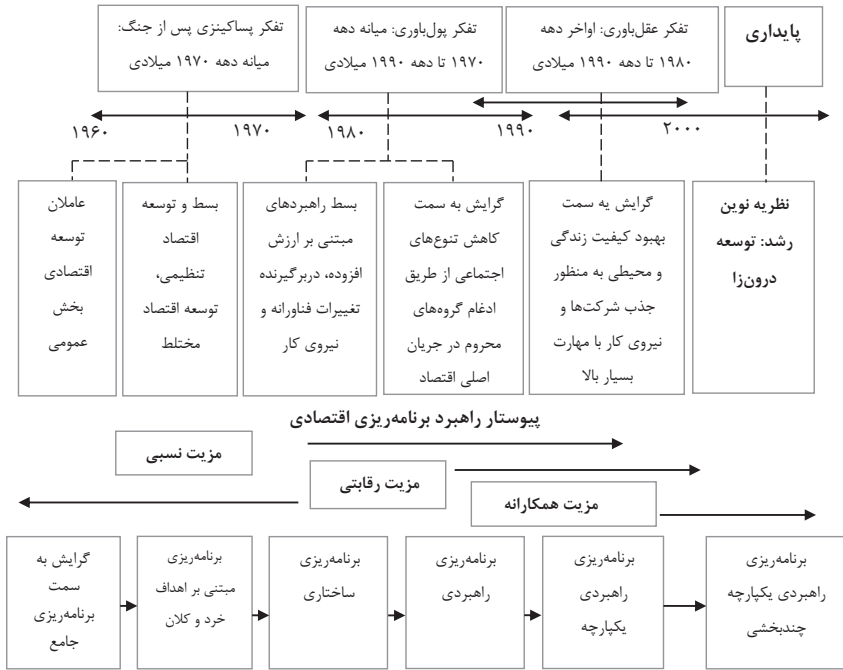 تفکر پساکینزی پس از جنگ:
میانه دهه ۱۹۷۰ میلادی
تفکر پول‌باوری: میانه دهه
۱۹۷۰ تا دهه ۱۹۹۰ میلادی
تفکر عقل‌باوری: اواخر دهه
۱۹۸۰ تا دهه ۱۹۹۰ میلادی
پایداری
۱۹۶۰
۱۹۷۰
۱۹۸۰
۱۹۹۰
۲۰۰۰
عاملان
توسعه
اقتصادی
بخش
عمومی
بسط و توسعه
اقتصاد
تنظیمی،
توسعه اقتصاد
مختلط
بسط راهبردهای
مبتنی بر ارزش
افزوده، دربرگیرنده
تغییرات فناورانه و
نیروی کار
گرایش به سمت
کاهش تنوع‌های
اجتماعی از طریق
ادغام گروه‌های
محروم در جریان
اصلی اقتصاد
گرایش یه سمت
بهبود کیفیت زندگی
و محیطی به منظور
جذب شرکت‌ها و
نیروی کار با مهارت
بسیار بالا
نظریه نوین
رشد: توسعه
درون‌زا
پیوستار راهبرد برنامه‌ریزی اقتصادی
مزیت نسبی
مزیت رقابتی
مزیت همکارانه
گرایش به
سمت
برنامه‌ریزی
جامع
برنامه‌ریزی
مبتنی بر اهداف
خرد و کلان
برنامه‌ریزی
ساختاری
برنامه‌ریزی
راهبردی
برنامه‌ریزی
راهبردی
یکپارچه
برنامه‌ریزی
راهبردی یکپارچه
چندبخشی